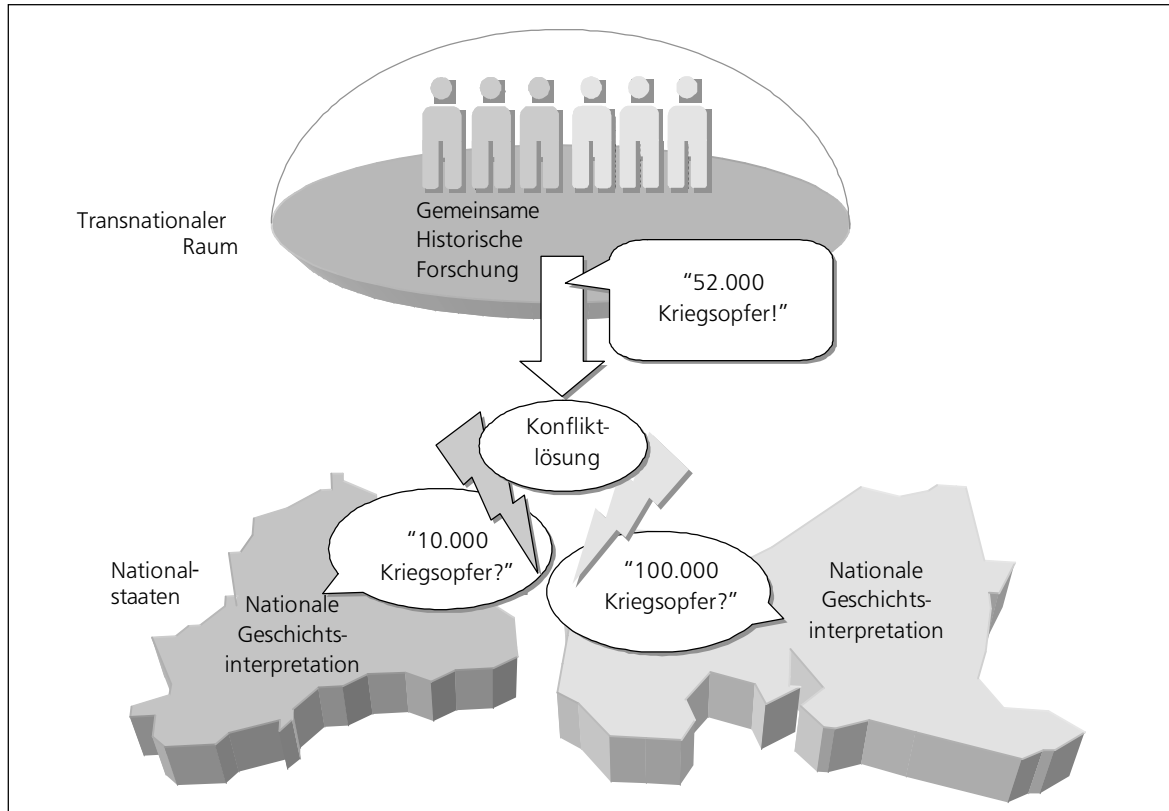 Transnationaler
Raum
Gemeinsame
Historische
Forschung
"52.000
Kriegsopfer!"
Konflikt-
lösung
"10.000
Kriegsopfer?"
"100.000
Kriegsopfer?"
National-
staaten
Nationale
Geschichts-
interpretation
Nationale
Geschichts-
interpretation